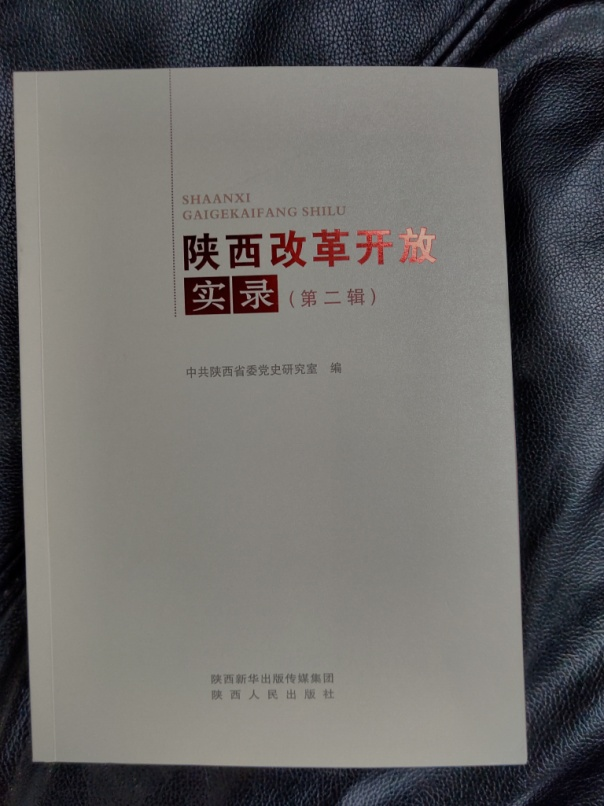 SHAANXI
GAIGEKAIFANG SHILU
陕西改革开放
实录(第二辑)
中共陕西省委党史研究室 编
陕西新华出版传媒集团
陕西人民出版社